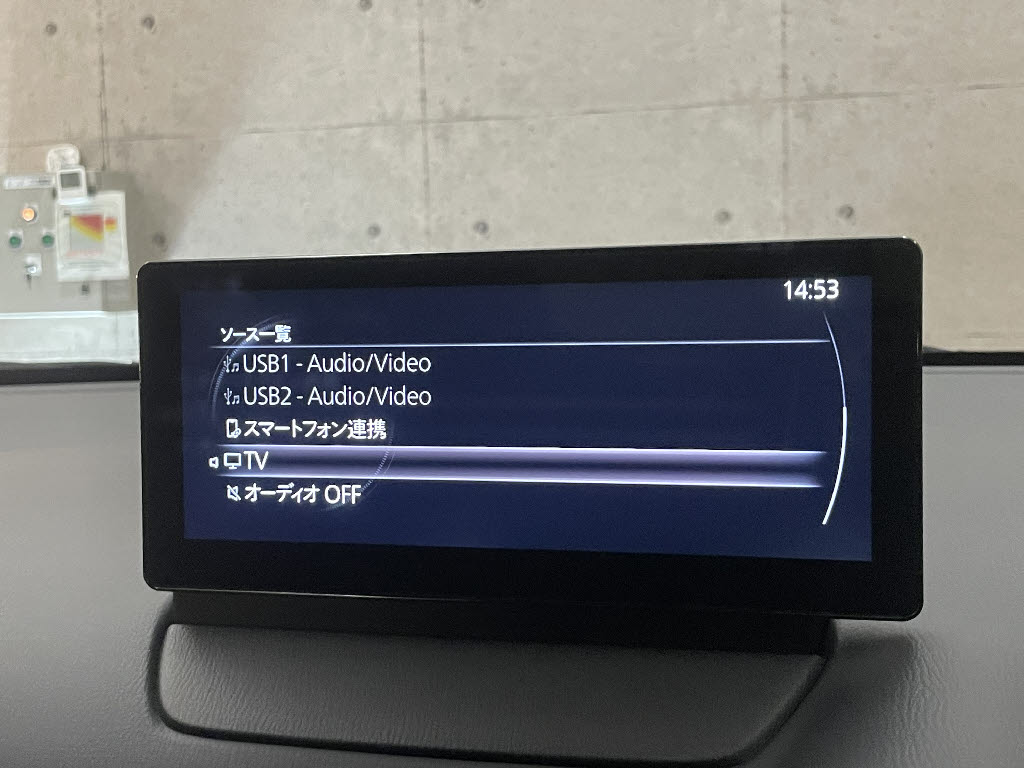 14:53
ソース一覧
USB1 - Audio/Video
USB2 - Audio/Video
スマートフォン連携
TV
オーディオ OFF